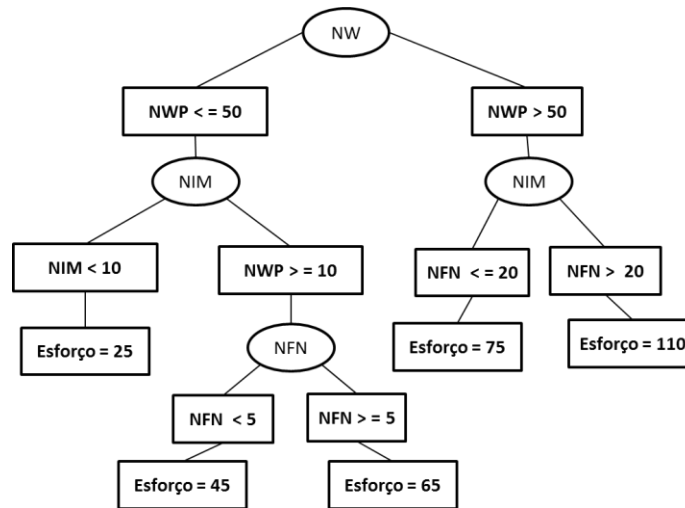 NW
NWP < = 50
NWP > 50
NIM
NIM
NIM < 10
NWP > = 10
NFN < = 20
NFN > 20
Esforço = 25
NFN
Esforço = 75
Esforço = 110
NFN < 5
NFN > = 5
Esforço = 45
Esforço = 65